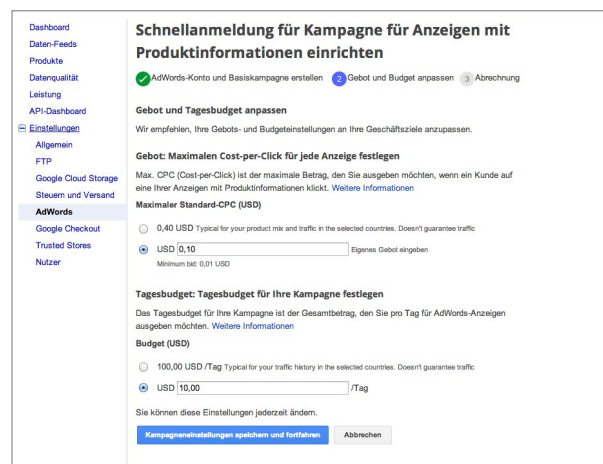 Dashboard
Daten-Feeds
Produkte
Datenqualität
Leistung
API-Dashboard
Einstellungen
Allgemein
FTP
Google Cloud Storage
Steuern und Versand
AdWords
Google Checkout
Trusted Stores
Nutzer
Schnellanmeldung für Kampagne für Anzeigen mit
Produktinformationen einrichten
AdWords-Konto und Basiskampagne erstellen 2 Gebot und Budget anpassen 3 Abrechnung
Gebot und Tagesbudget anpassen
Wir empfehlen, Ihre Gebots- und Budgeteinstellungen an Ihre Geschäftsziele anzupassen.
Gebot: Maximalen Cost-per-Click für jede Anzeige festlegen
Max. CPC (Cost-per-Click) ist der maximale Betrag, den Sie ausgeben möchten, wenn ein Kunde auf
eine Ihrer Anzeigen mit Produktinformationen klickt. Weitere Informationen
Maximaler Standard-CPC (USD)
0,40 USD Typical for your product mix and traffic in the selected countries. Doesn't guarantee traffic
USD 0,10 Eigenes Gebot eingeben
Minimum bid: 0,01 USD
Tagesbudget: Tagesbudget für Ihre Kampagne festlegen
Das Tagesbudget für Ihre Kampagne ist der Gesamtbetrag, den Sie pro Tag für AdWords-Anzeigen
ausgeben möchten. Weitere Informationen
Budget (USD)
100,00 USD /Tag Typical for your traffic history in the selected countries. Doesn't guarantee traffic
USD 10,00 /Tag
Sie können diese Einstellungen jederzeit ändern.
Kampagneneinstellungen speichern und fortfahren Abbrechen